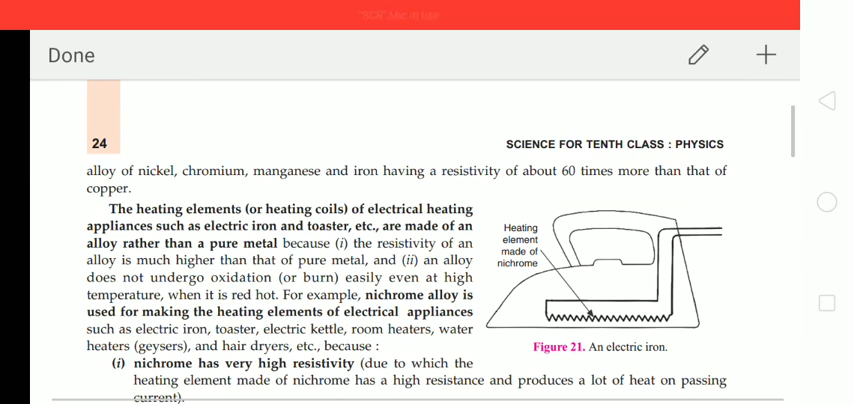 "SCR" Mic in use
Done
24
SCIENCE FOR TENTH CLASS : PHYSICS
alloy of nickel, chromium, manganese and iron having a resistivity of about 60 times more than that of
copper.
The heating elements (or heating coils) of electrical heating
appliances such as electric iron and toaster, etc., are made of an
alloy rather than a pure metal because (i) the resistivity of an
alloy is much higher than that of pure metal, and (ii) an alloy
does not undergo oxidation (or burn) easily even at high
temperature, when it is red hot. For example, nichrome alloy is
used for making the heating elements of electrical appliances
such as electric iron, toaster, electric kettle, room heaters, water
heaters (geysers), and hair dryers, etc., because :
Heating
element
made of
nichrome
Figure 21. An electric iron.
(i) nichrome has very high resistivity (due to which the
heating element made of nichrome has a high resistance and produces a lot of heat on passing
current).